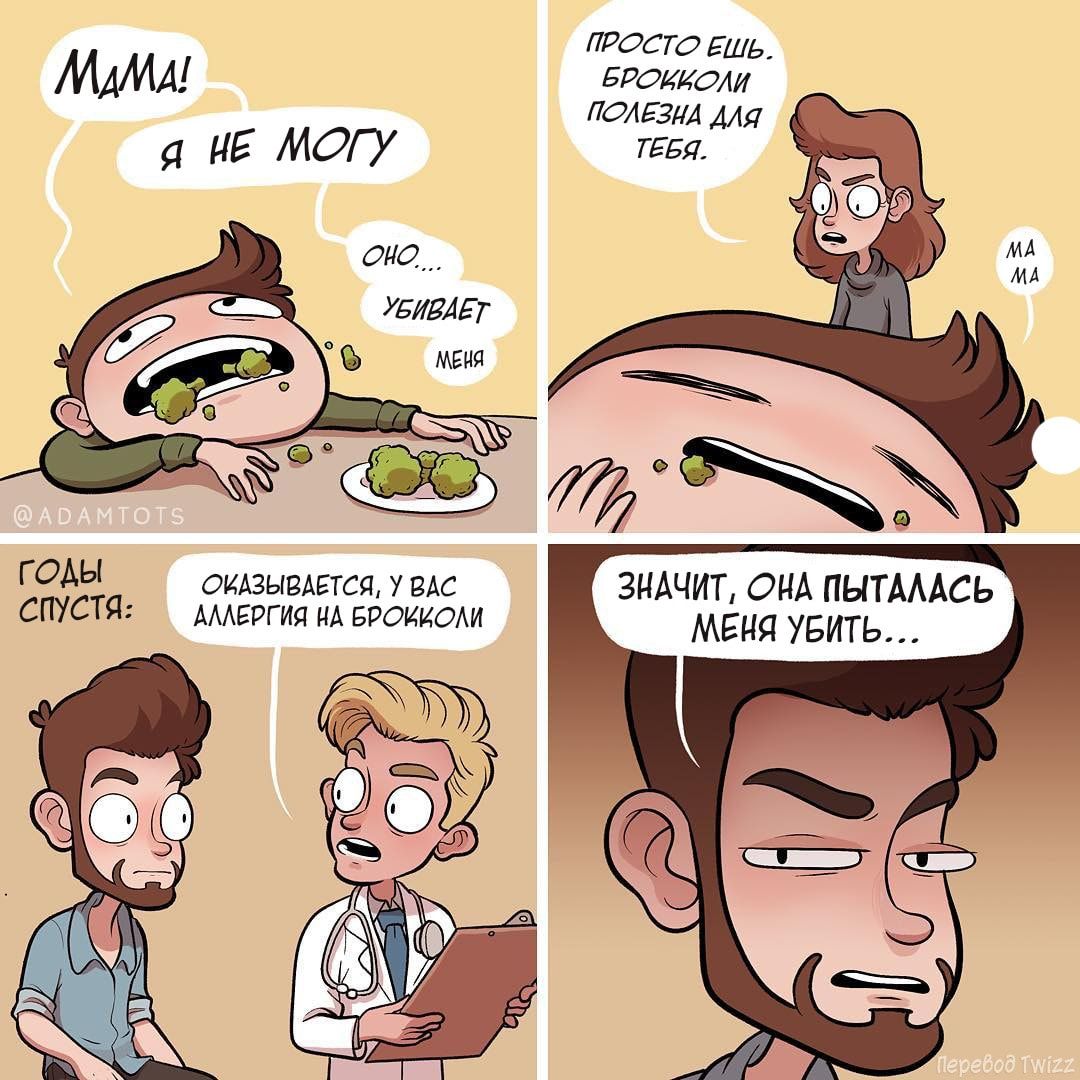 МАМА!
Я НЕ МОГУ
ОНО....
УБИВАЕТ
МЕНЯ
@ADAMTOTS
ПРОСТО ЕШЬ.
БРОККОЛИ
ПОЛЕЗНА ДЛЯ
ТЕБЯ.
МА
МА
ГОДЫ
СПУСТЯ:
ОКАЗЫВАЕТСЯ, У ВАС
АЛЛЕРГИЯ НА БРОККОЛИ
ЗНАЧИТ, ОНА ПЫТАЛАСЬ
МЕНЯ УБИТЬ...
Перевод Twizz